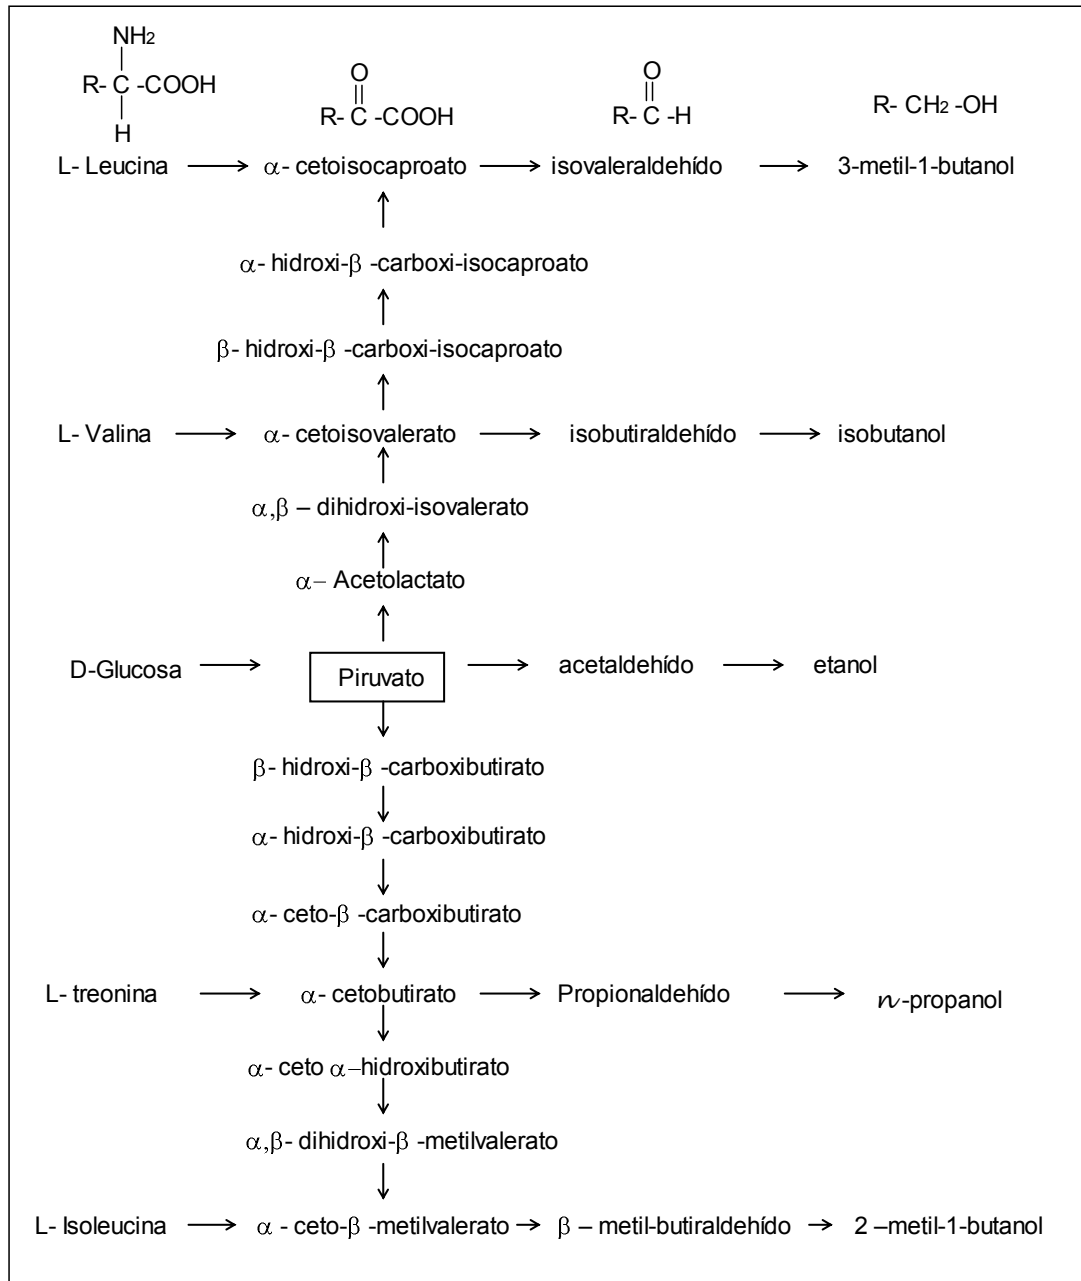 NH2
R- C -COOH
H
O
R- C -COOH
O
R- C -H
R- CH2 -OH
L- Leucina α- cetoisocaproato isovaleraldehído 3-metil-1-butanol
α- hidroxi-β -carboxi-isocaproato
β- hidroxi-β -carboxi-isocaproato
L- Valina α- cetoisovalerato isobutiraldehído isobutanol
α,β – dihidroxi-isovalerato
α– Acetolactato
D-Glucosa Piruvato acetaldehído etanol
β- hidroxi-β -carboxibutirato
α- hidroxi-β -carboxibutirato
α- ceto-β -carboxibutirato
L- treonina α- cetobutirato Propionaldehído n-propanol
α- ceto α–hidroxibutirato
α,β- dihidroxi-β -metilvalerato
L- Isoleucina α - ceto-β -metilvalerato β – metil-butiraldehído 2 –metil-1-butanol